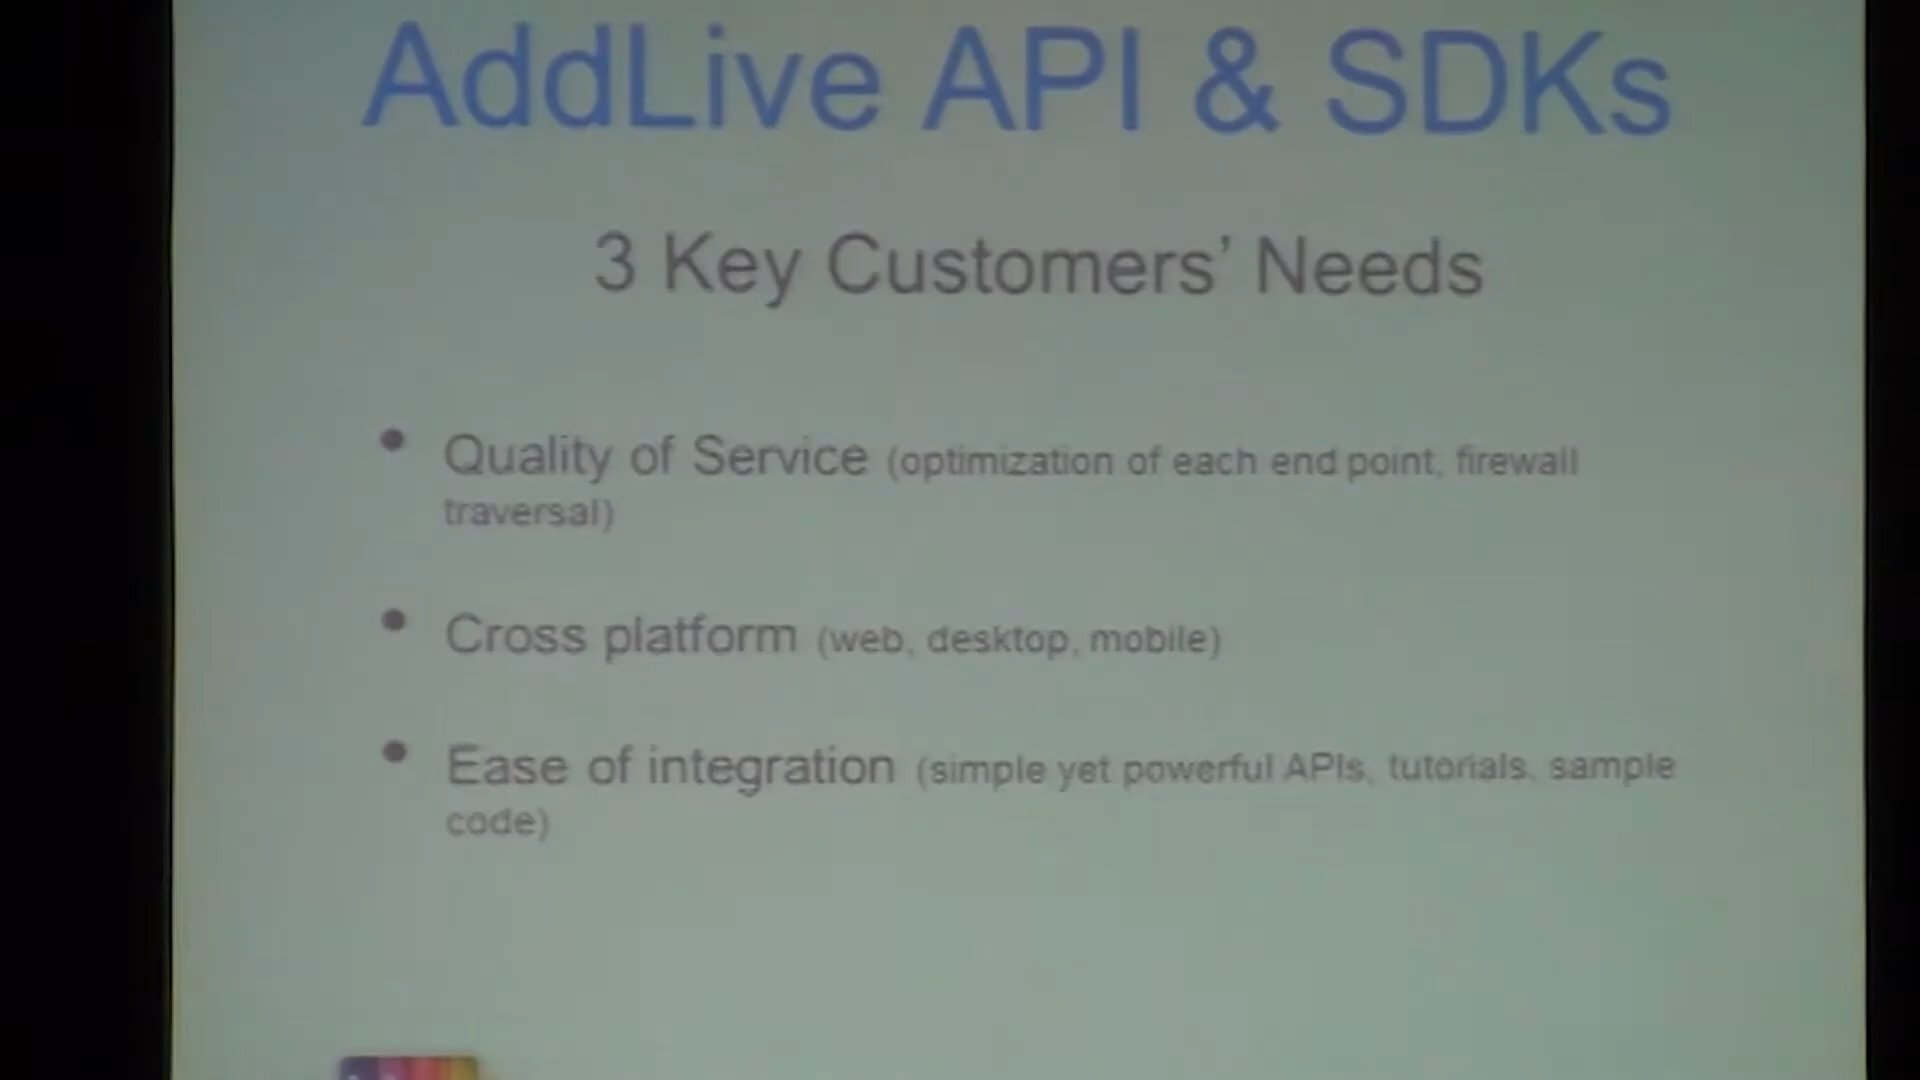 AddLive API & SDKs
3 Key Customers’ Needs
• Quality of Service (optimization of each end point, firewall
traversal)
• Cross platform (web, desktop, mobile)
• Ease of integration (simple yet powerful APIs, tutorials, sample
code)